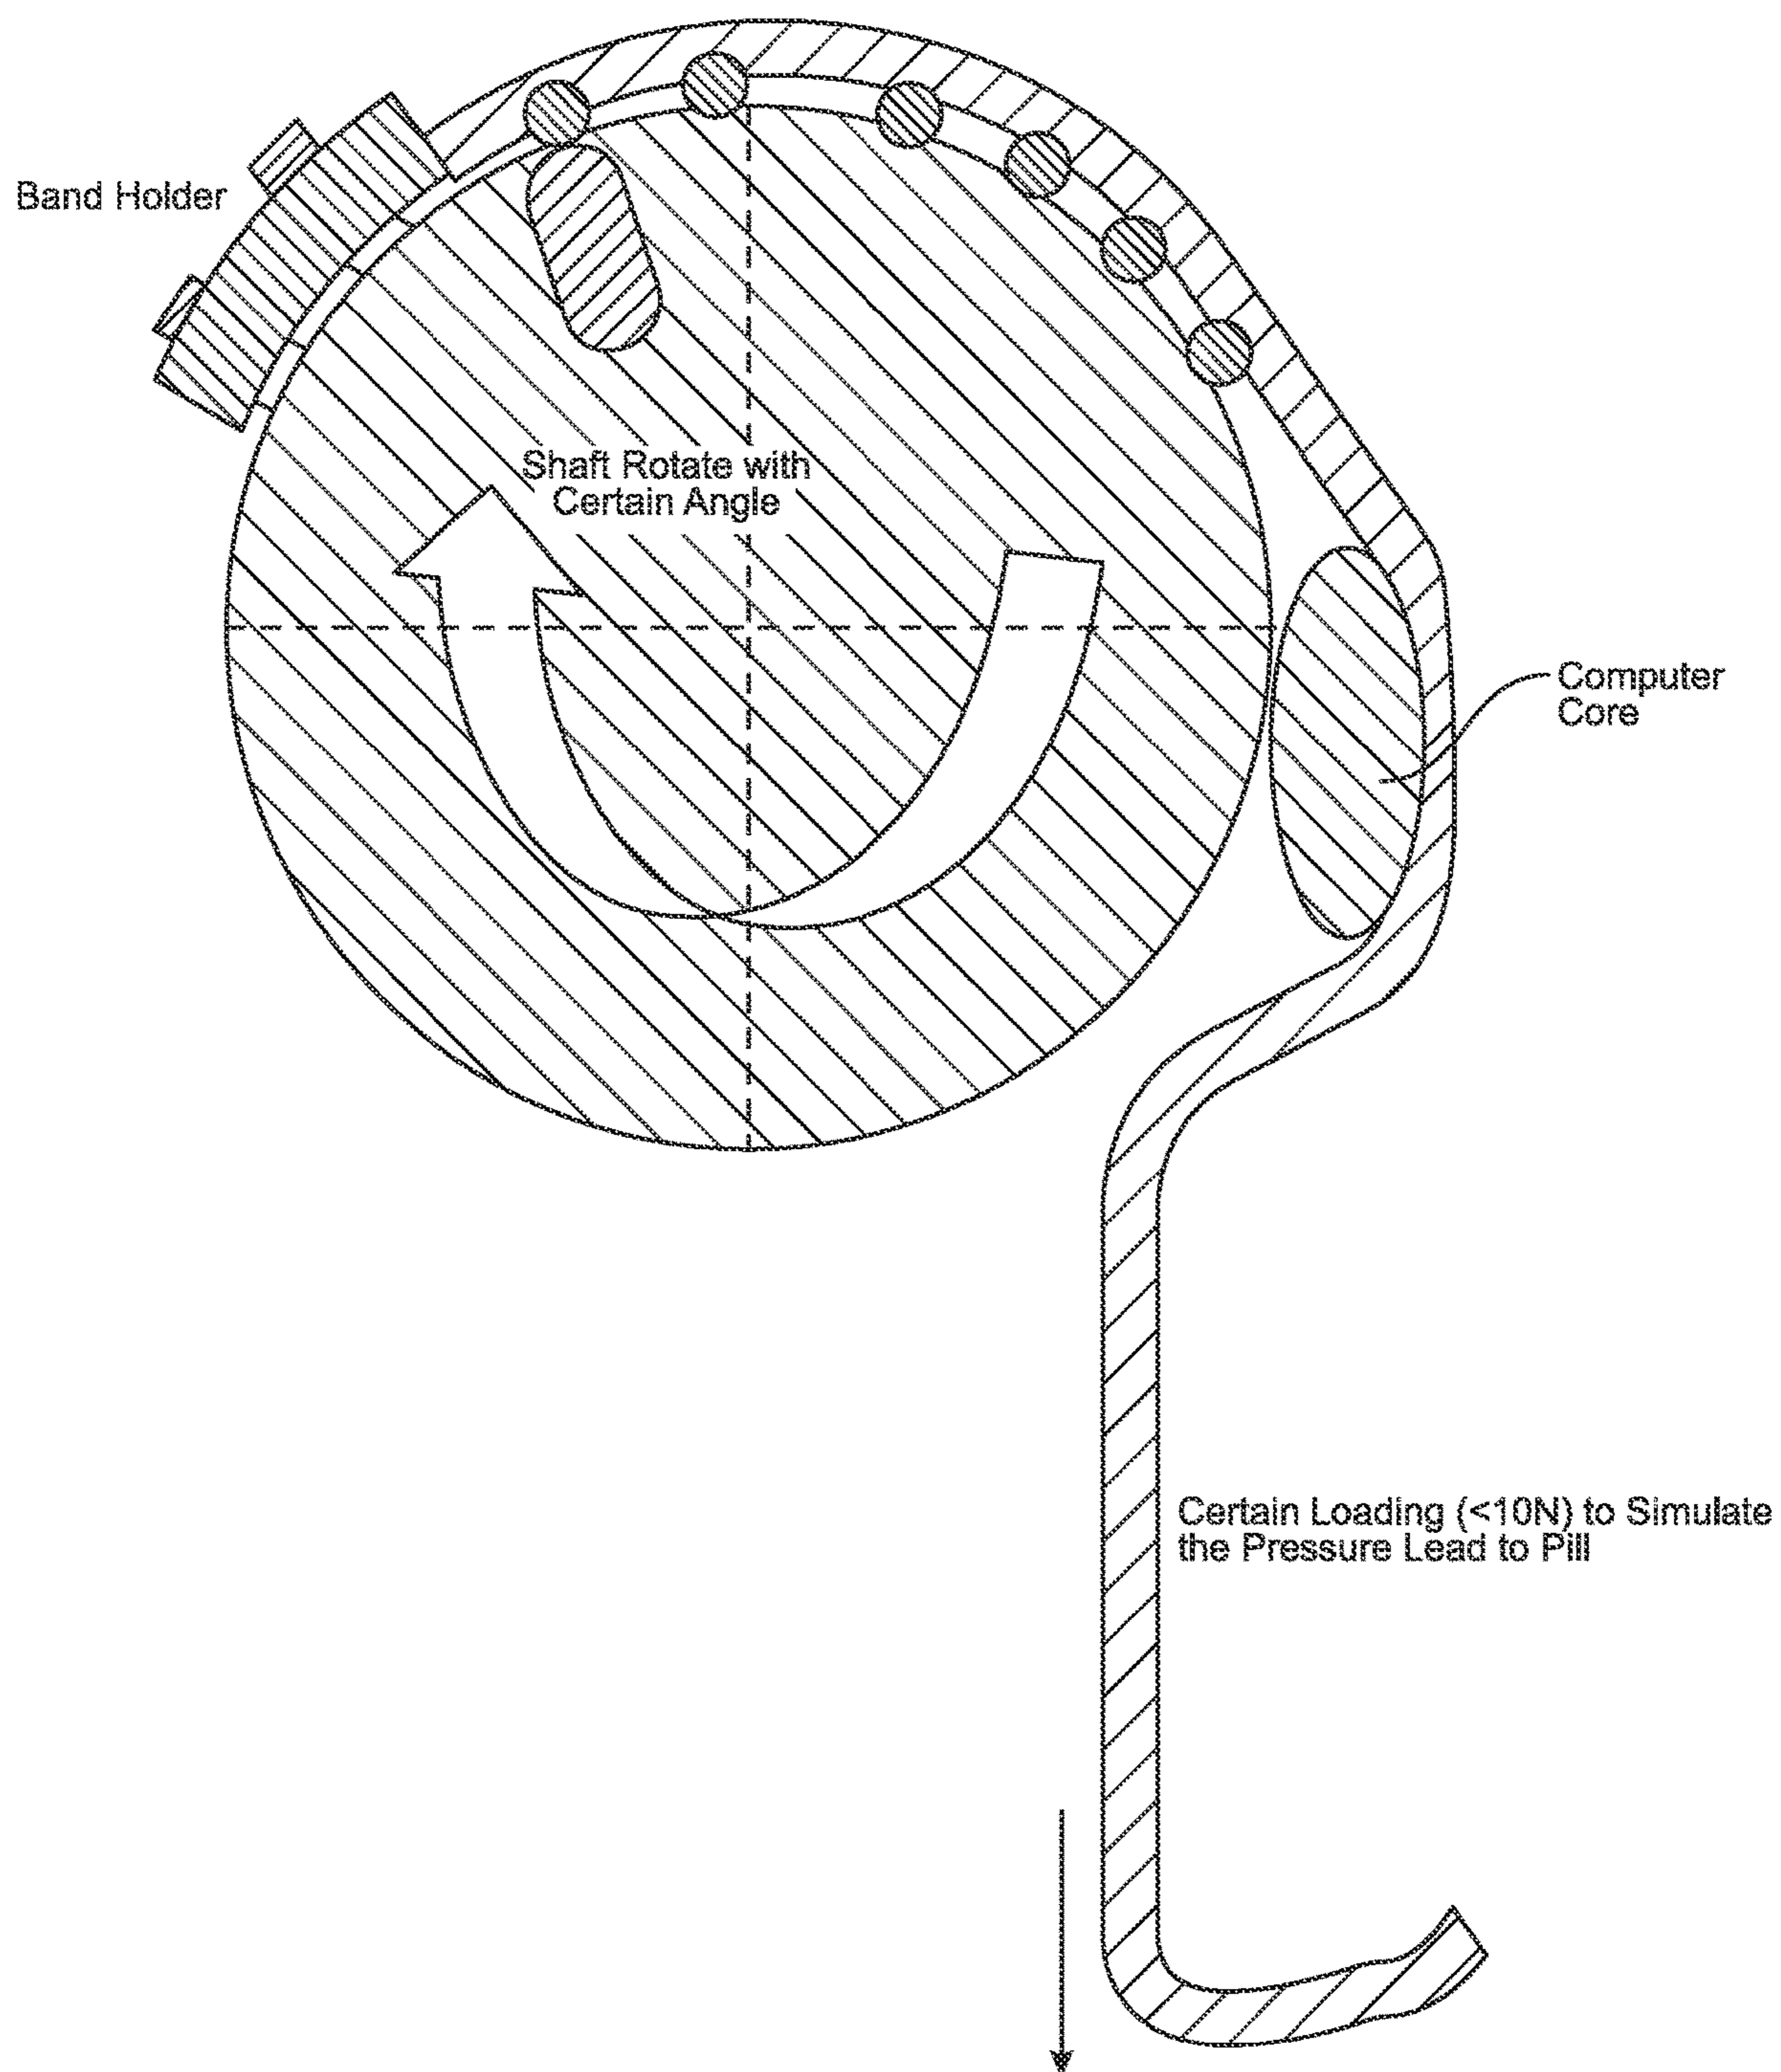 Band Holder
Shaft Rotate with
Certain Angle
Computer
Core
Certain Loading (<10N) to Simulate
the Pressure Lead to Pill